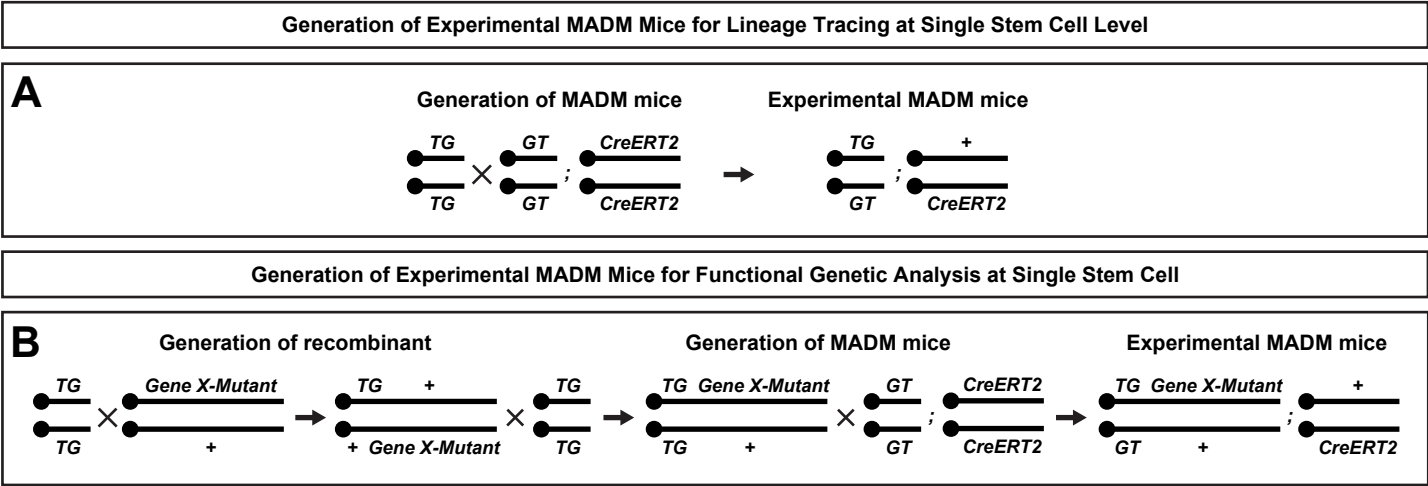 Generation of Experimental MADM Mice for Lineage Tracing at Single Stem Cell Level
A
Generation of MADM mice Experimental MADM mice
TG GT CreERT2 TG +
; ;
TG GT CreERT2 GT CreERT2
Generation of Experimental MADM Mice for Functional Genetic Analysis at Single Stem Cell
B
Generation of recombinant Generation of MADM mice Experimental MADM mice
TG Gene X-Mutant TG + TG TG Gene X-Mutant GT CreERT2 TG Gene X-Mutant +
; ;
TG + + Gene X-Mutant TG TG + GT CreERT2 GT + CreERT2